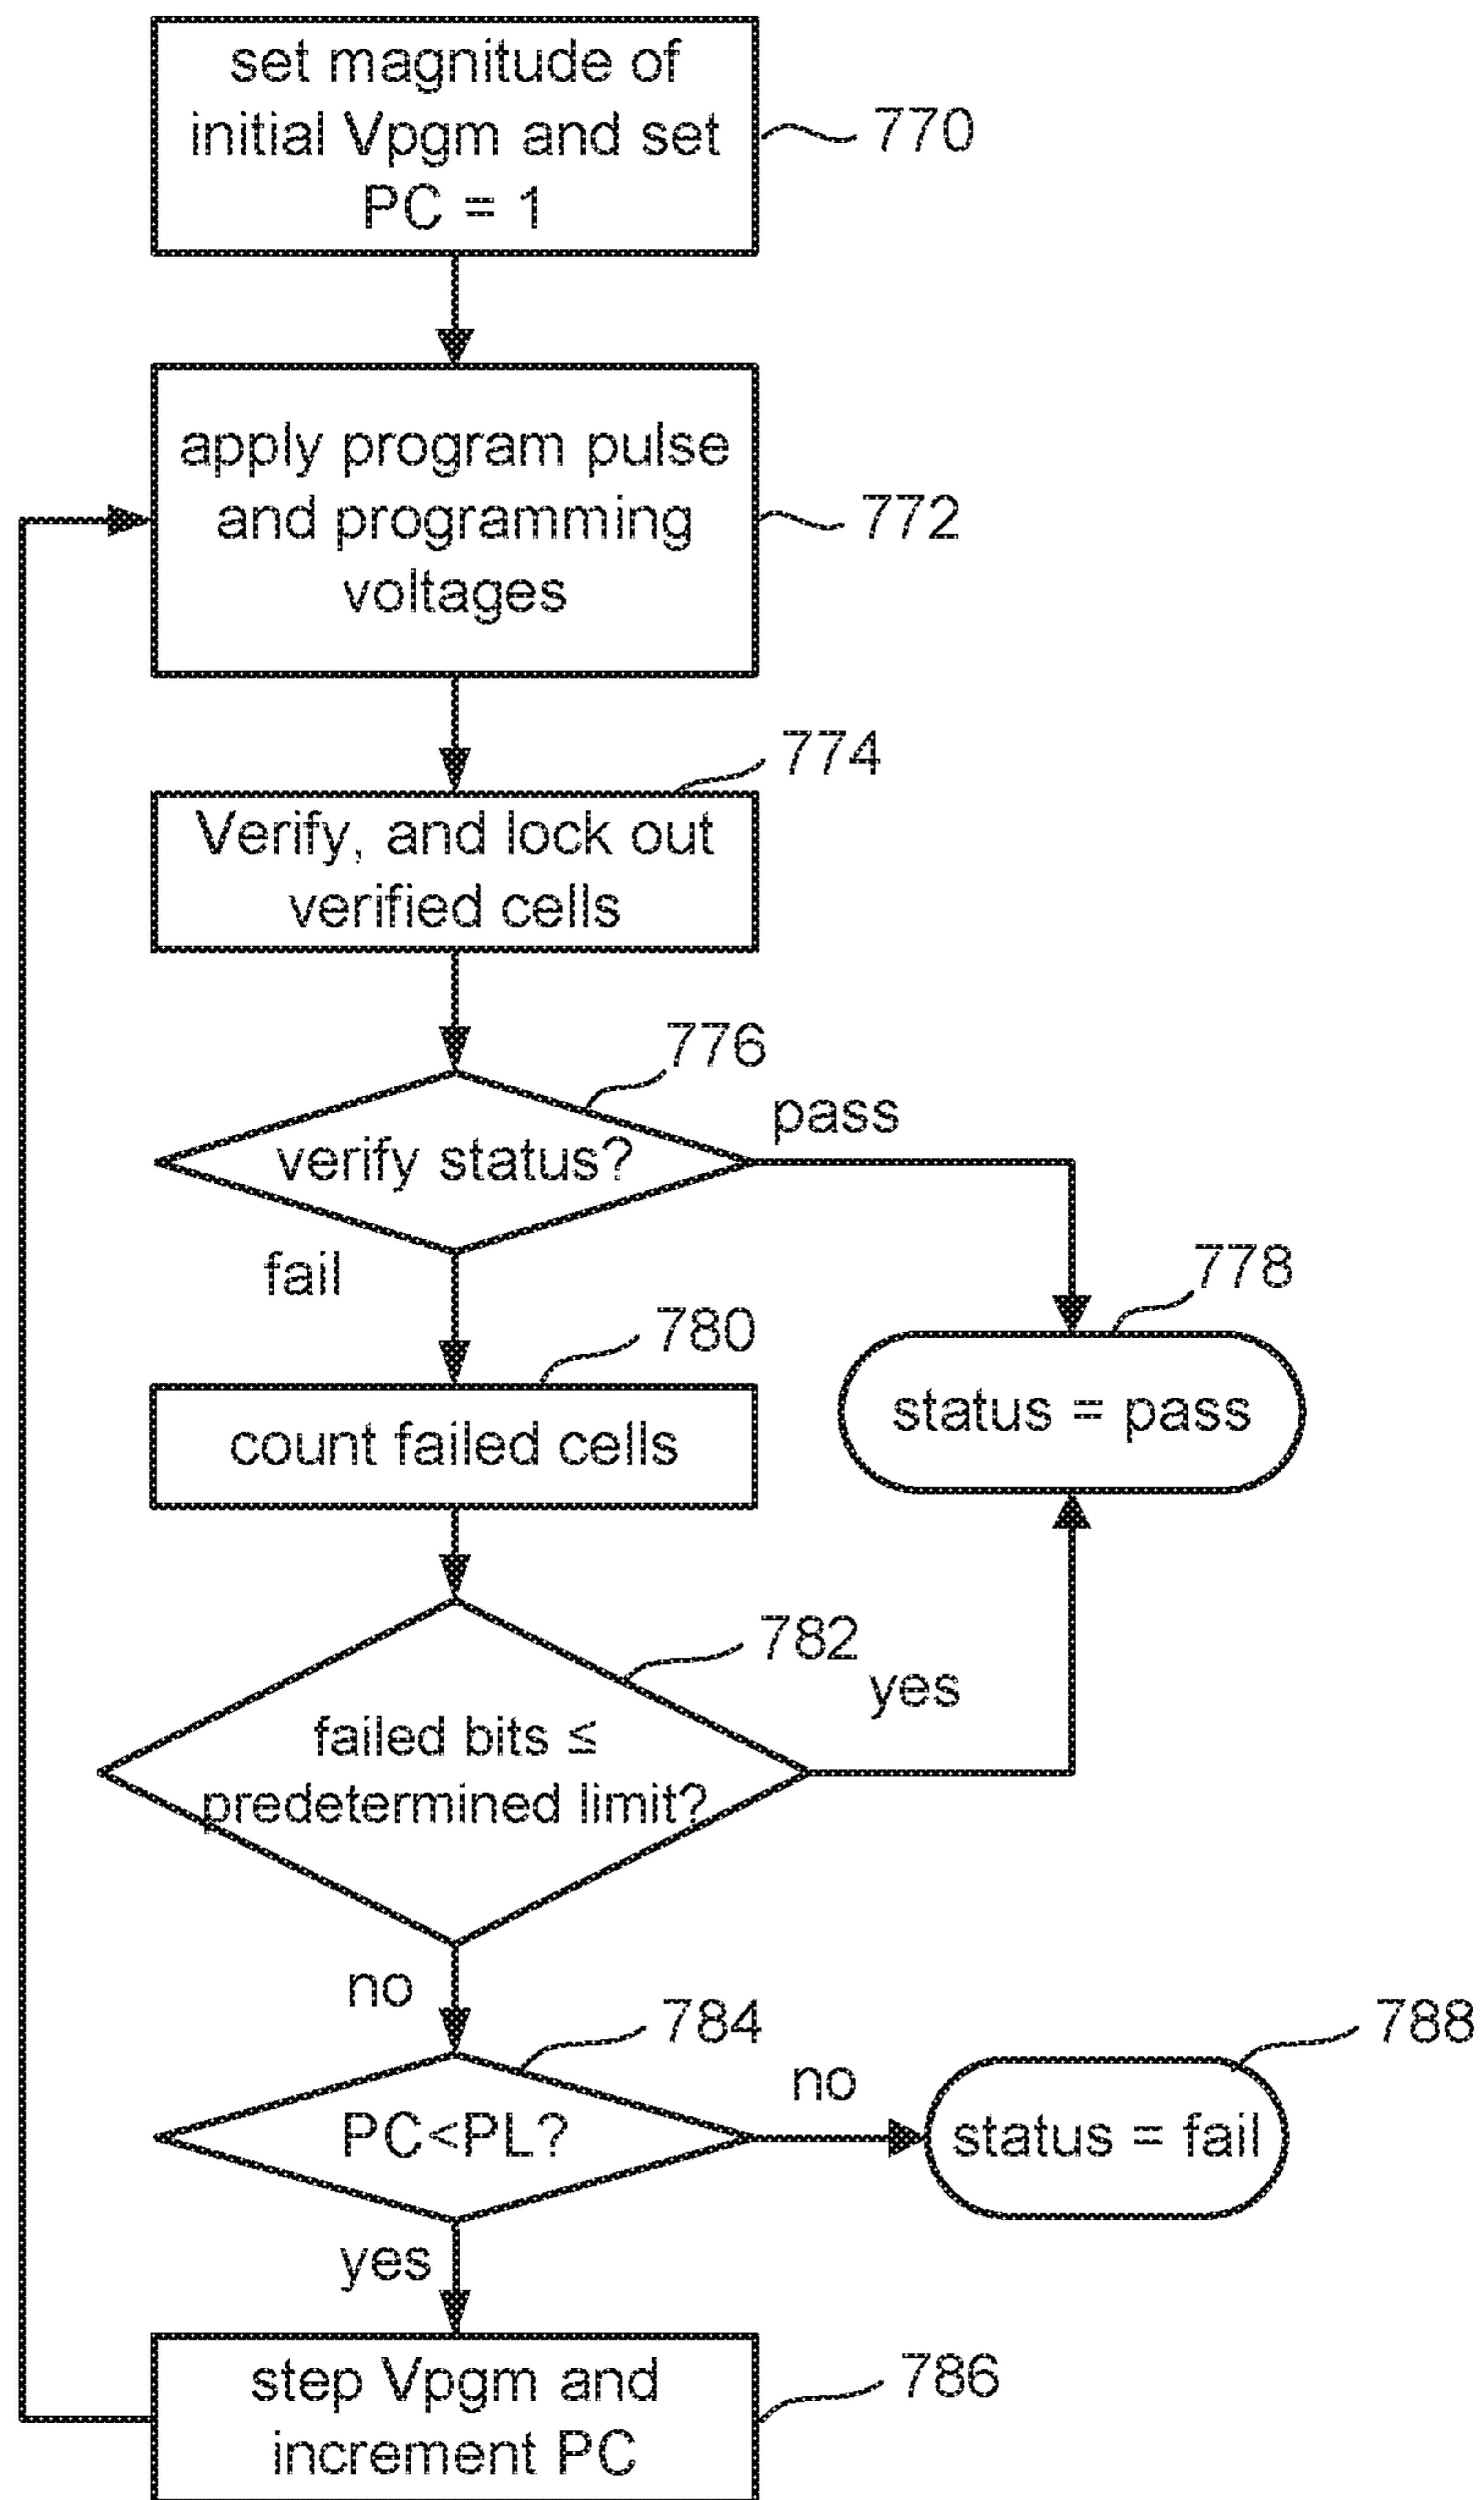 set magnitude of
initial Vpgm and set
PC = 1
770
apply program pulse
and programming
voltages
772
774
Verify, and lock out
verified cells
776
pass
verify status?
fail
778
780
status = pass
count failed cells
782
yes
failed bits ≤
predetermined limit?
no
784
788
no
PC<PL?
status = fail
yes
step Vpgm and
increment PC
786